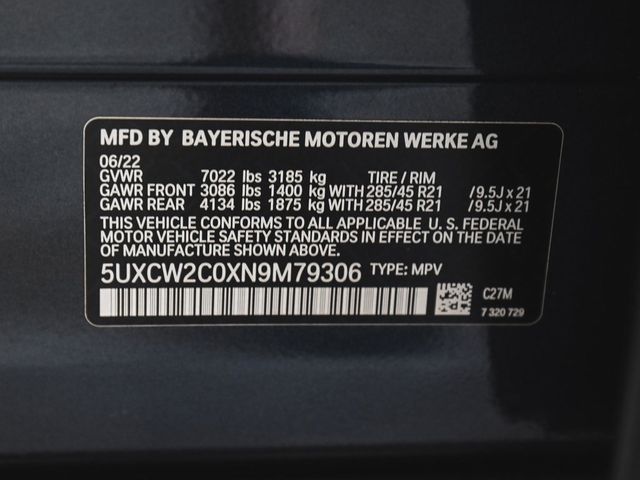 MFD BY BAYERISCHE MOTOREN WERKE AG
06/22
GVWR 7022 lbs 3185 kg TIRE / RIM
GAWR FRONT 3086 lbs 1400 kg WITH 285/45 R21 /9.5J x 21
GAWR REAR 4134 lbs 1875 kg WITH 285/45 R21 /9.5J x 21
THIS VEHICLE CONFORMS TO ALL APPLICABLE U. S. FEDERAL
MOTOR VEHICLE SAFETY STANDARDS IN EFFECT ON THE DATE
OF MANUFACTURE SHOWN ABOVE.
5UXCW2C0XN9M79306 TYPE: MPV
C27M
7 320 729